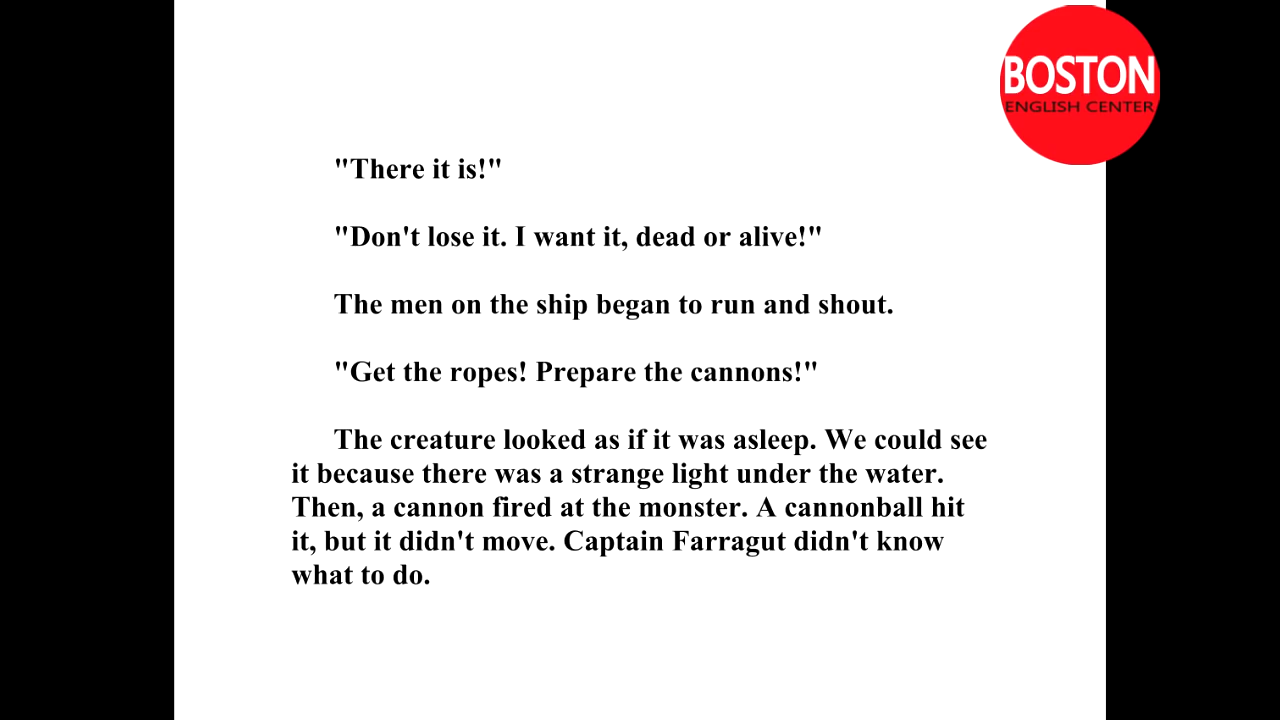 BOSTON
ENGLISH CENTER
"There it is!"
"Don't lose it. I want it, dead or alive!"
The men on the ship began to run and shout.
"Get the ropes! Prepare the cannons!"
The creature looked as if it was asleep. We could see
it because there was a strange light under the water.
Then, a cannon fired at the monster. A cannonball hit
it, but it didn't move. Captain Farragut didn't know
what to do.